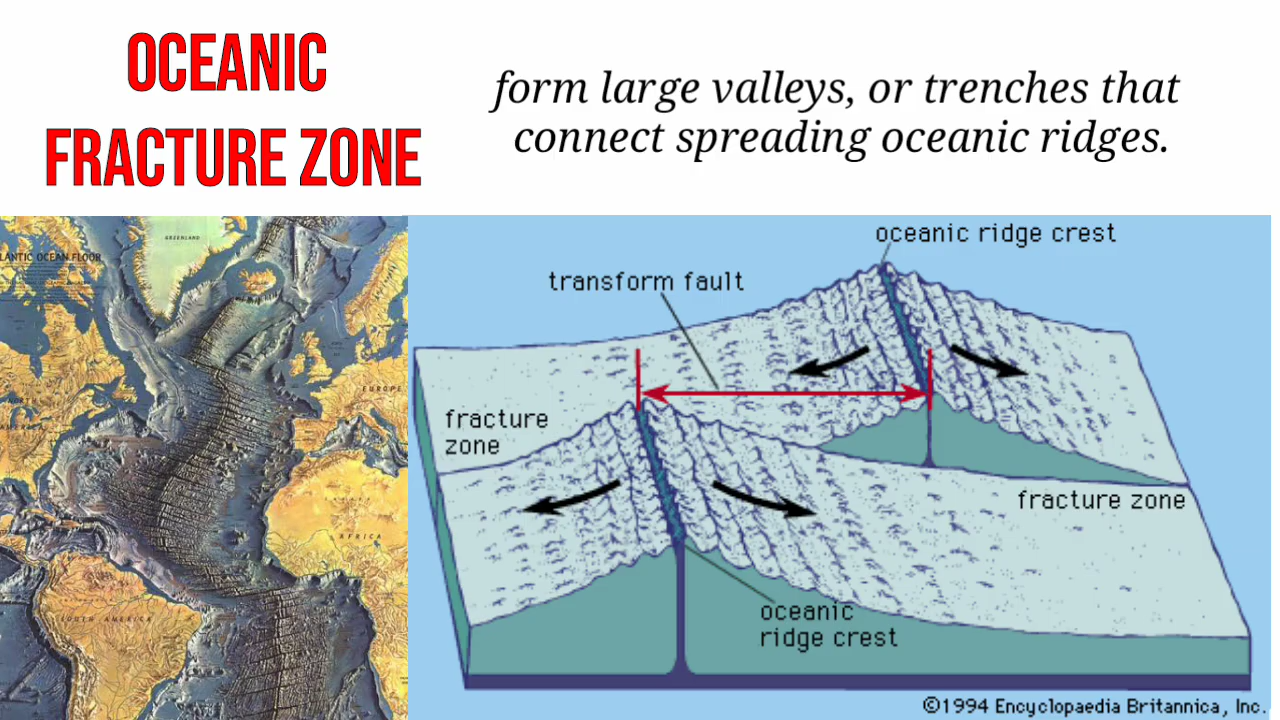 OCEANIC
FRACTURE ZONE
form large valleys, or trenches that
connect spreading oceanic ridges.
GREENLAND
LANTIC OCEAN FLOOR
EUROPE
AFRICA
SOUTH AMERICA
oceanic ridge crest
transform fault
fracture
zone
fracture zone
oceanic
ridge crest
©1994 Encyclopaedia Britannica, Inc.